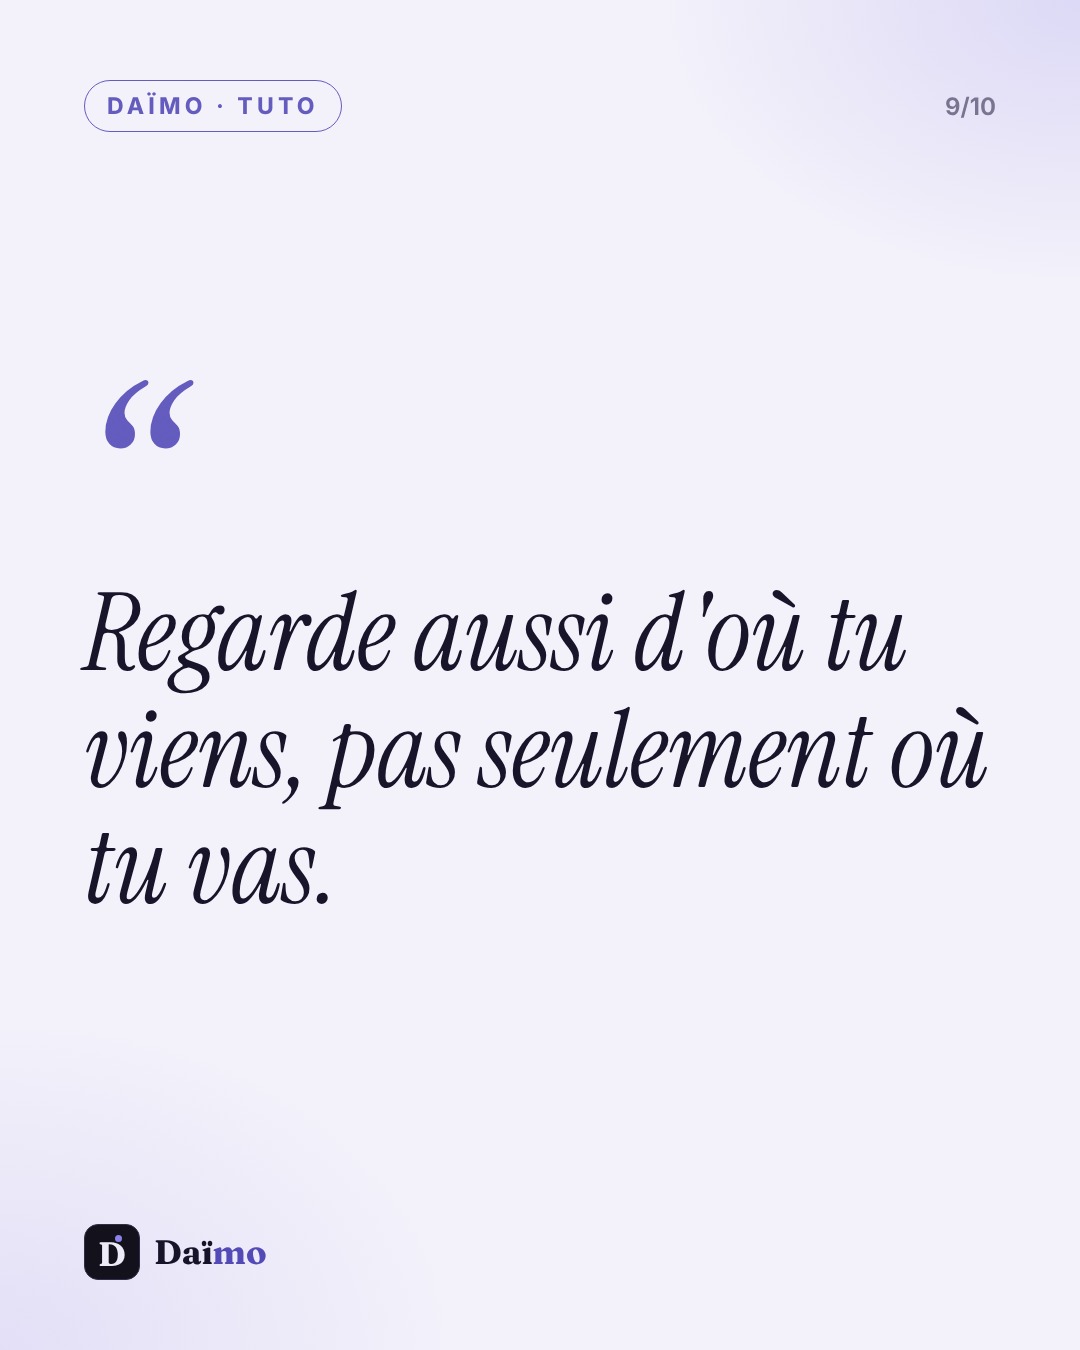 DAÏMO · TUTO
9/10
“
Regarde aussi d'où tu
viens, pas seulement où
tu vas.
D
Daïmo